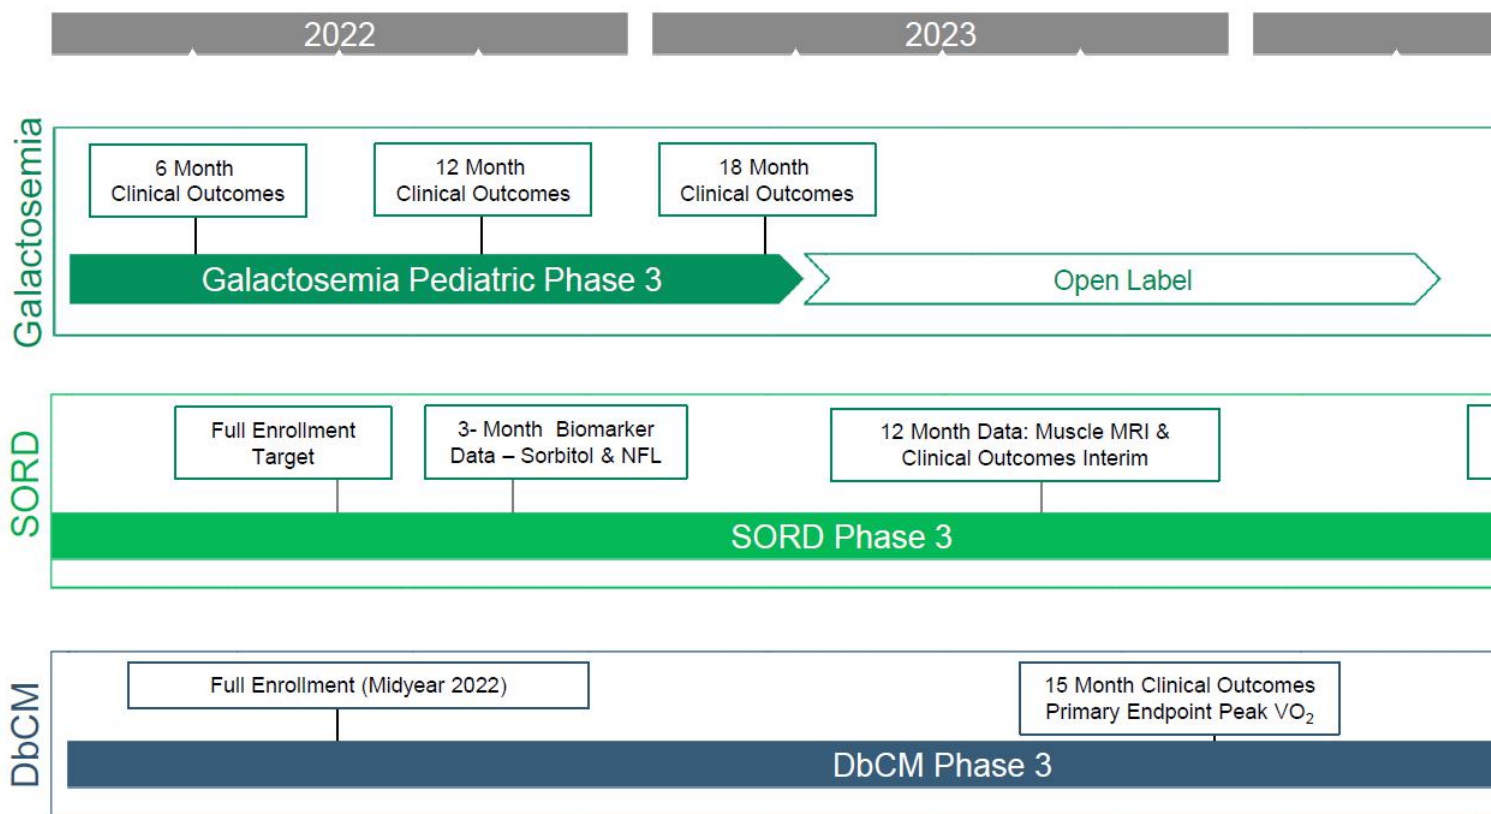 2022
2023
Galactosemia
6 Month
Clinical Outcomes
12 Month
Clinical Outcomes
18 Month
Clinical Outcomes
Galactosemia Pediatric Phase 3
Open Label
SORD
Full Enrollment
Target
3- Month Biomarker
Data – Sorbitol & NFL
12 Month Data: Muscle MRI &
Clinical Outcomes Interim
SORD Phase 3
DbCM
Full Enrollment (Midyear 2022)
15 Month Clinical Outcomes
Primary Endpoint Peak VO₂
DbCM Phase 3